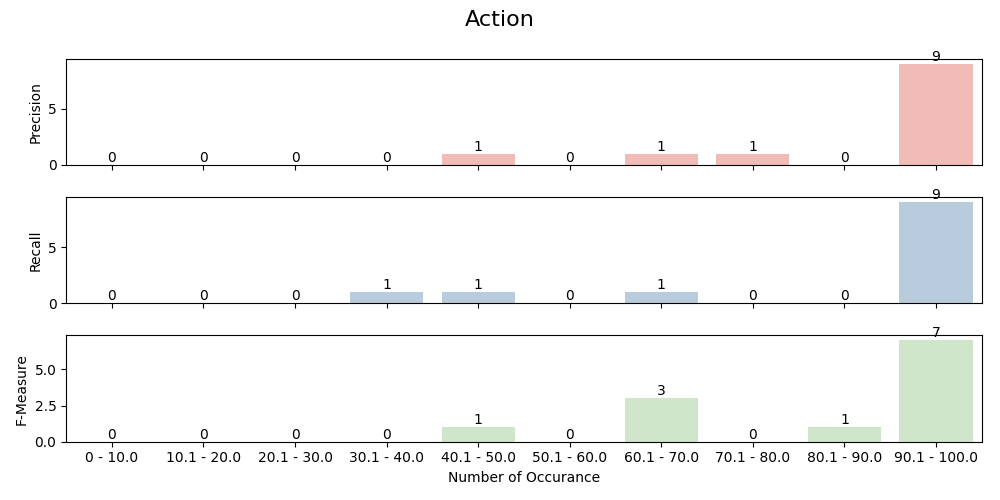 Action
Precision
5
0
0 0 0 0 1 0 1 1 0 9
Recall
5
0
0 0 0 1 1 0 1 0 0 9
F-Measure
5.0
2.5
0.0
0 0 0 0 1 0 3 0 1 7
0 - 10.0 10.1 - 20.0 20.1 - 30.0 30.1 - 40.0 40.1 - 50.0 50.1 - 60.0 60.1 - 70.0 70.1 - 80.0 80.1 - 90.0 90.1 - 100.0
Number of Occurance